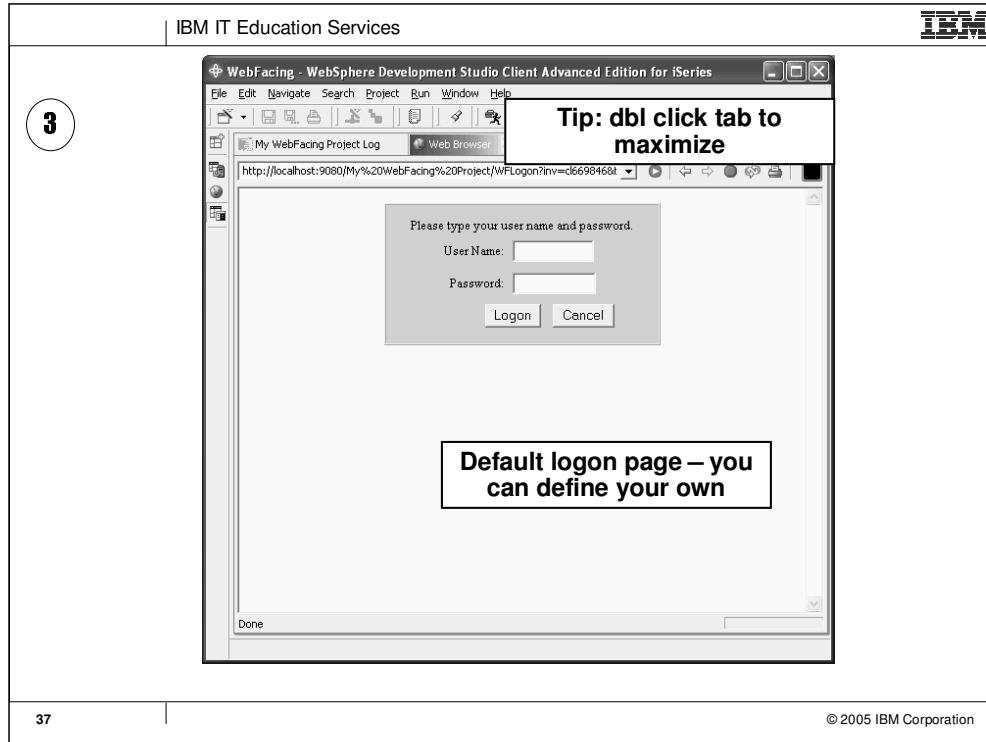 IBM IT Education Services
IBM
3
WebFacing - WebSphere Development Studio Client Advanced Edition for iSeries
File Edit Navigate Search Project Run Window Help
Tip: dbl click tab to
maximize
My WebFacing Project Log
Web Browser
http://localhost:9080/My%20WebFacing%20Project/WFLogon?inv=cl669846&
Please type your user name and password.
User Name:
Password:
Logon Cancel
Default logon page – you
can define your own
Done
37
© 2005 IBM Corporation